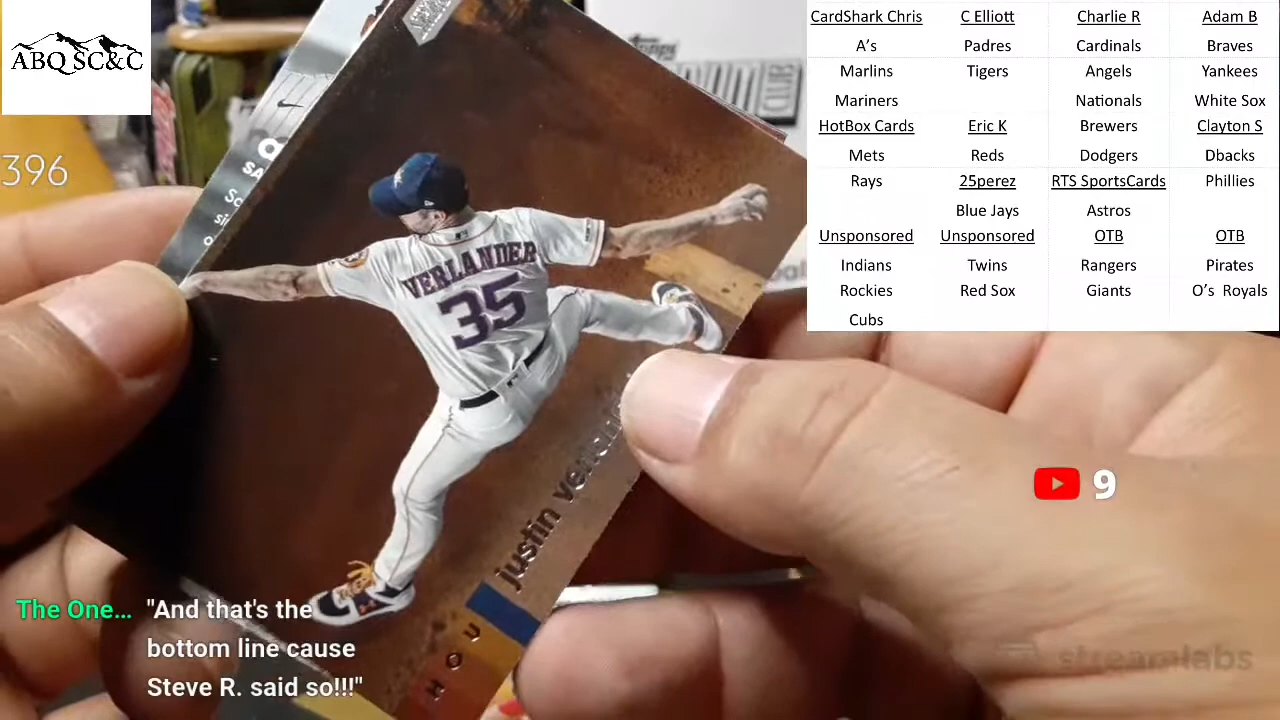 ABQ SC&C
396
VERLANDER
35
justin
HOU
CardShark Chris
C Elliott
Charlie R
Adam B
A's
Padres
Cardinals
Braves
Marlins
Tigers
Angels
Yankees
Mariners
Nationals
White Sox
HotBox Cards
Eric K
Brewers
Clayton S
Mets
Reds
Dodgers
Dbacks
Rays
25perez
RTS SportsCards
Phillies
Blue Jays
Astros
Unsponsored
Unsponsored
OTB
OTB
Indians
Twins
Rangers
Pirates
Rockies
Red Sox
Giants
O's Royals
Cubs
9
The One...
"And that's the
bottom line cause
Steve R. said so!!!"
streamlabs